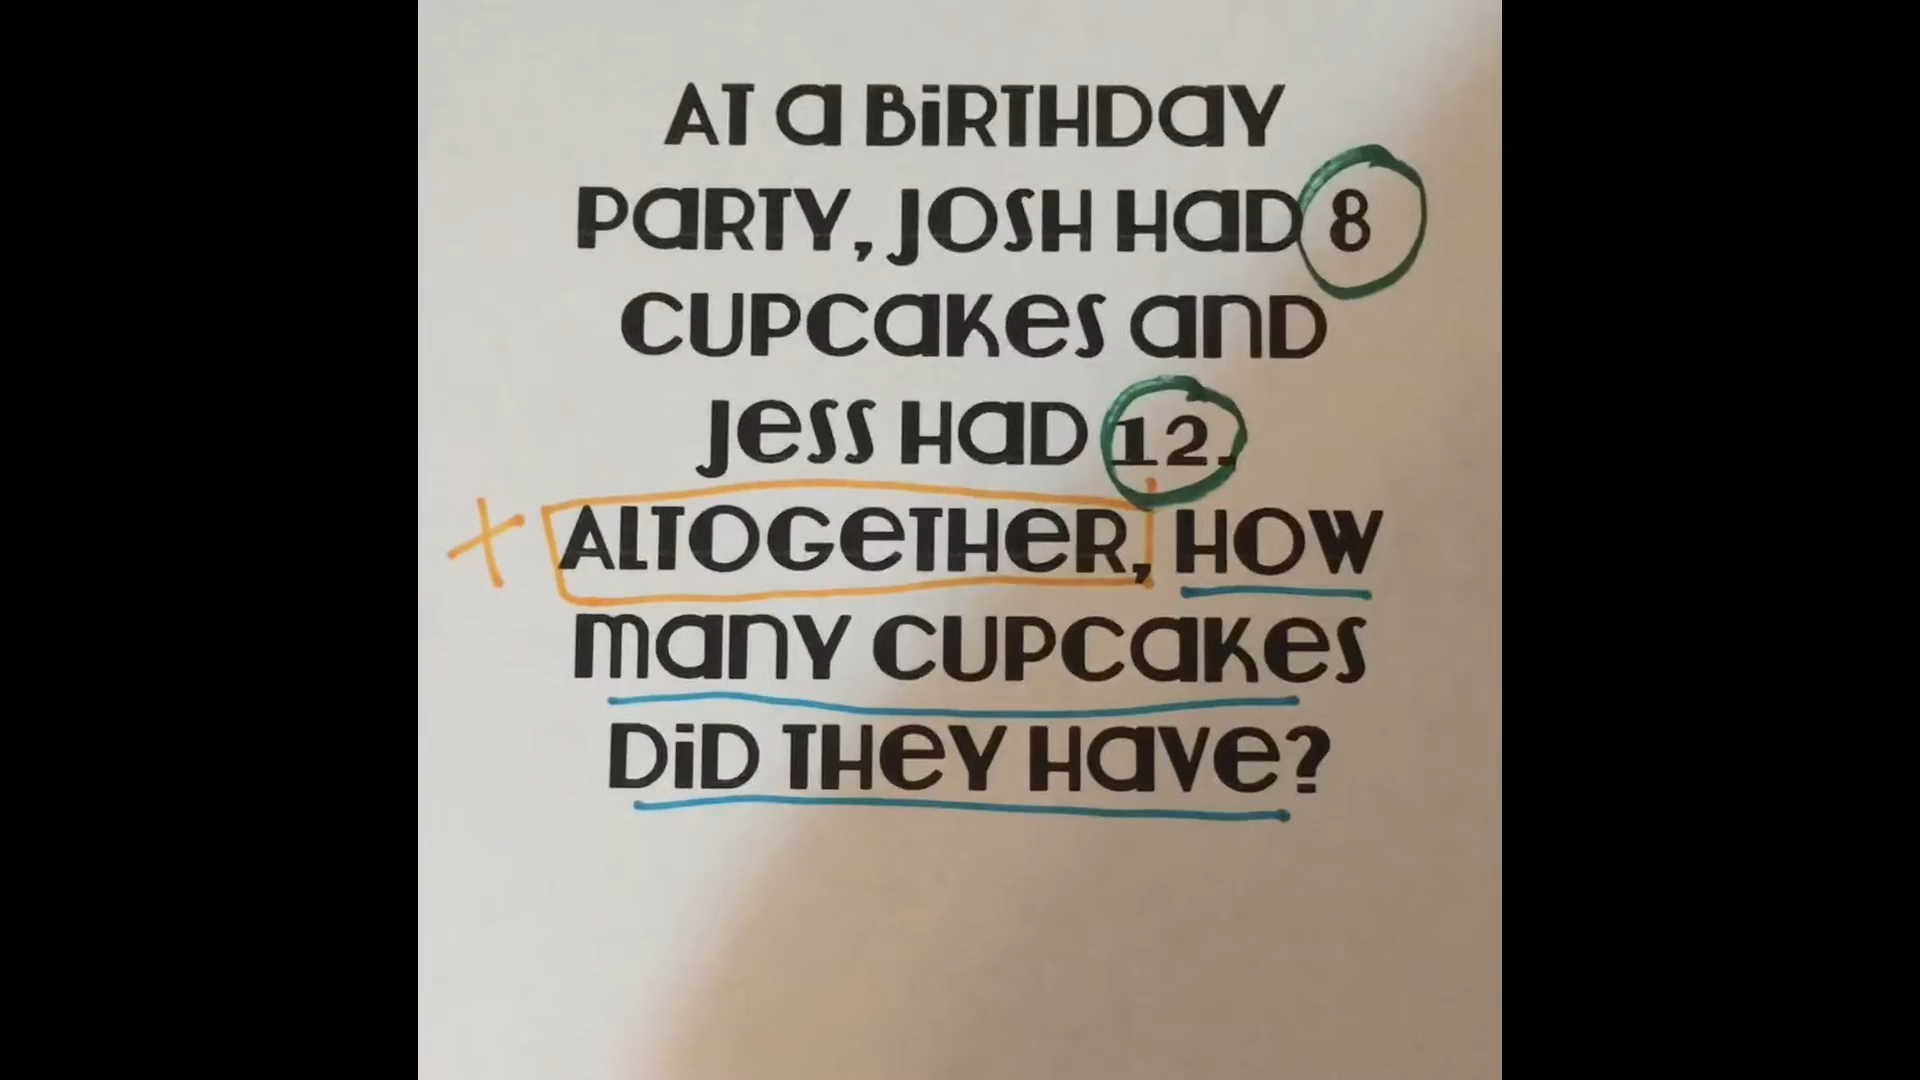 AT a BiRTHDaY
PaRTY, JOSH HaD 8
CUPCaKes anD
Jess HaD 12.
+ ALTOGeTHeR, HOW
many CUPCaKes
DiD THeY Have?